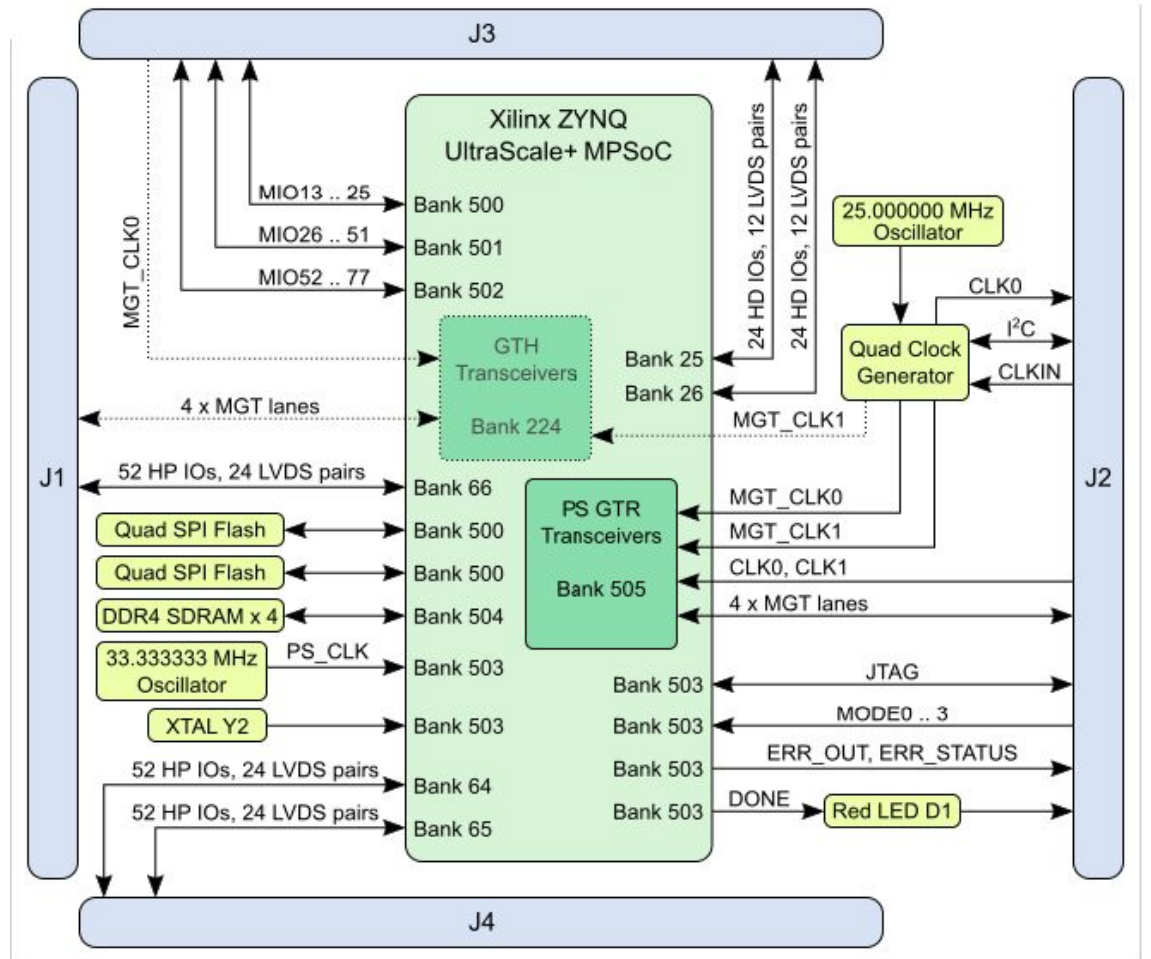 J3
Xilinx ZYNQ
UltraScale+ MPSoC
MIO13 .. 25
Bank 500
MIO26 .. 51
Bank 501
MIO52 .. 77
Bank 502
MGT_CLK0
24 HD IOs, 12 LVDS pairs
24 HD IOs, 12 LVDS pairs
25.000000 MHz
Oscillator
CLK0
I²C
CLKIN
Quad Clock
Generator
GTH
Transceivers
Bank 224
Bank 25
Bank 26
4 x MGT lanes
MGT_CLK1
J1
J2
52 HP IOs, 24 LVDS pairs
Bank 66
Quad SPI Flash
Bank 500
Quad SPI Flash
Bank 500
DDR4 SDRAM x 4
Bank 504
33.333333 MHz
Oscillator
PS_CLK
Bank 503
XTAL Y2
Bank 503
52 HP IOs, 24 LVDS pairs
Bank 64
52 HP IOs, 24 LVDS pairs
Bank 65
PS GTR
Transceivers
Bank 505
MGT_CLK0
MGT_CLK1
CLK0, CLK1
4 x MGT lanes
Bank 503
JTAG
Bank 503
MODE0 .. 3
Bank 503
ERR_OUT, ERR_STATUS
Bank 503
DONE
Red LED D1
J4